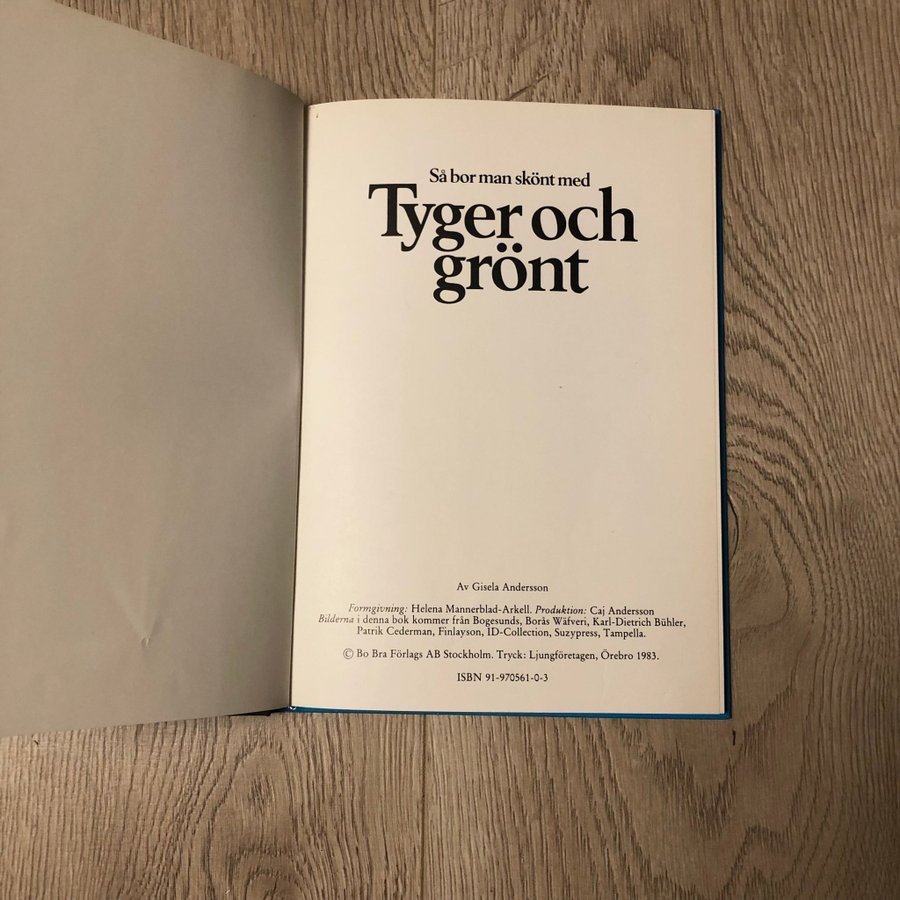 Så bor man skönt med
Tyger och
grönt
Av Gisela Andersson
Formgivning: Helena Mannerblad-Arkell. Produktion: Caj Andersson
Bilderna i denna bok kommer från Bogesunds, Borås Wäfveri, Karl-Dietrich Bühler,
Patrik Cederman, Finlayson, ID-Collection, Suzypress, Tampella.
© Bo Bra Förlags AB Stockholm. Tryck: Ljungföretagen, Örebro 1983.
ISBN 91-970561-0-3